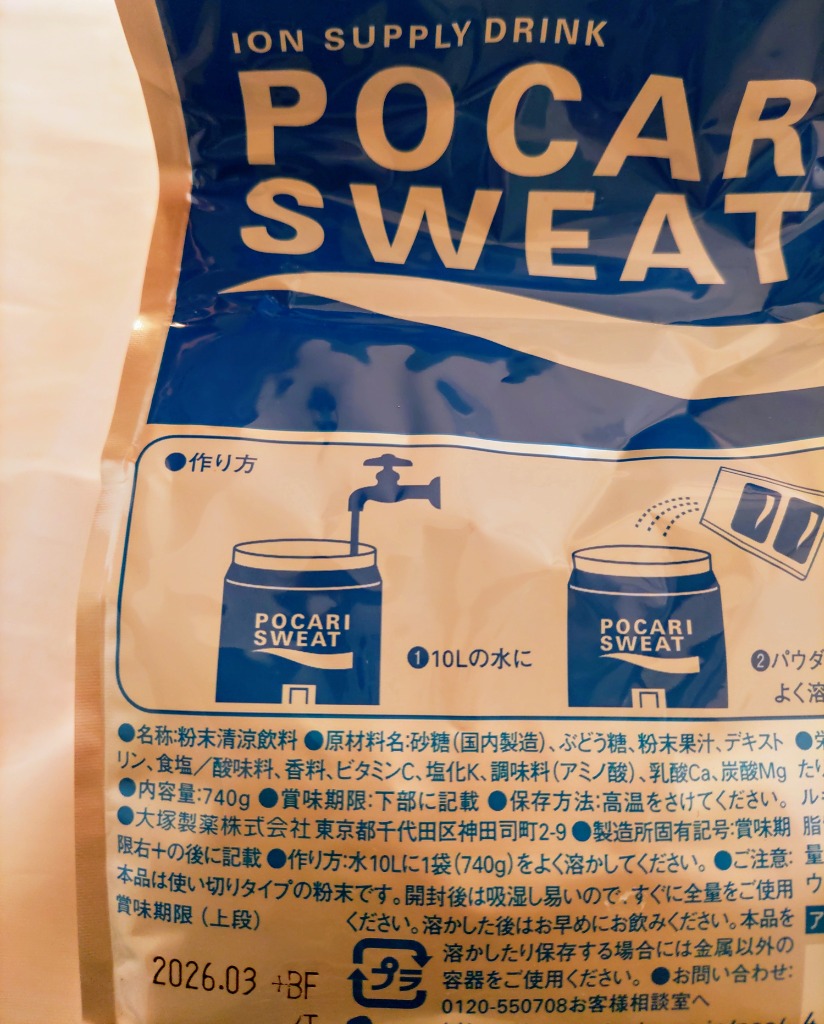 ION SUPPLY DRINK
POCAR
SWEAT
●作り方
POCARI
SWEAT
❶10Lの水に
POCARI
SWEAT
❷パウダ
よく溶
●名称:粉末清涼飲料 ●原材料名:砂糖(国内製造)、ぶどう糖、粉末果汁、デキスト
リン、食塩/酸味料、香料、ビタミンC、塩化K、調味料(アミノ酸)、乳酸Ca、炭酸Mg
●内容量:740g ●賞味期限:下部に記載 ●保存方法:高温をさけてください。
●大塚製薬株式会社 東京都千代田区神田司町2-9 ●製造所固有記号:賞味期
限右+の後に記載 ●作り方:水10Lに1袋(740g)をよく溶かしてください。 ●ご注意:
本品は使い切りタイプの粉末です。開封後は吸湿し易いので、すぐに全量をご使用
ください。溶かした後はお早めにお飲みください。本品を
溶かしたり保存する場合には金属以外の
容器をご使用ください。 ●お問い合わせ:
0120-550708お客様相談室へ
賞味期限(上段)
2026.03 +BF
プラ
●栄
たり
ルキ
脂
量
ウ
ア